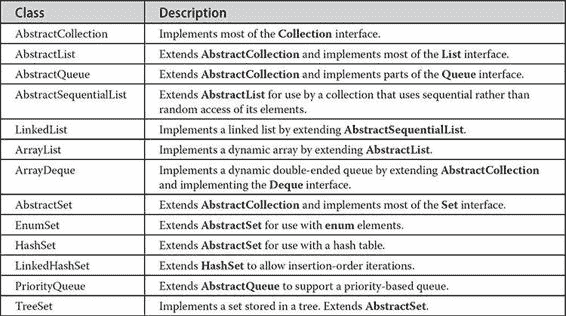 Class Description
AbstractCollection Implements most of the Collection interface.
AbstractList Extends AbstractCollection and implements most of the List interface.
AbstractQueue Extends AbstractCollection and implements parts of the Queue interface.
AbstractSequentialList Extends AbstractList for use by a collection that uses sequential rather than
random access of its elements.
LinkedList Implements a linked list by extending AbstractSequentialList.
ArrayList Implements a dynamic array by extending AbstractList.
ArrayDeque Implements a dynamic double-ended queue by extending AbstractCollection
and implementing the Deque interface.
AbstractSet Extends AbstractCollection and implements most of the Set interface.
EnumSet Extends AbstractSet for use with enum elements.
HashSet Extends AbstractSet for use with a hash table.
LinkedHashSet Extends HashSet to allow insertion-order iterations.
PriorityQueue Extends AbstractQueue to support a priority-based queue.
TreeSet Implements a set stored in a tree. Extends AbstractSet.